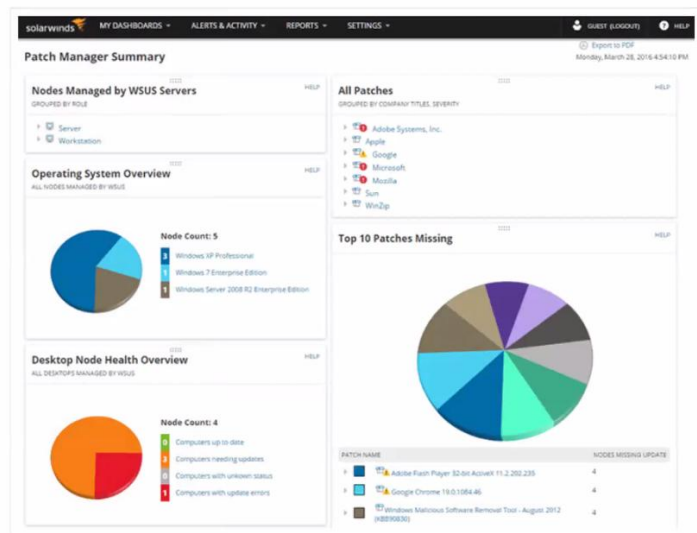 solarwinds
MY DASHBOARDS
ALERTS & ACTIVITY
REPORTS
SETTINGS
GUEST (LOGOUT)
HELP
Patch Manager Summary
Export to PDF
Monday, March 28, 2016 4:54:10 PM
Nodes Managed by WSUS Servers
HELP
GROUPED BY ROLE
Server
Workstation
Operating System Overview
HELP
ALL NODES MANAGED BY WSUS
Node Count: 5
3 Windows XP Professional
1 Windows 7 Enterprise Edition
1 Windows Server 2008 R2 Enterprise Edition
Desktop Node Health Overview
HELP
ALL DESKTOPS MANAGED BY WSUS
Node Count: 4
0 Computers up to date
3 Computers needing updates
0 Computers with unkown status
1 Computers with update errors
All Patches
HELP
GROUPED BY COMPANY TITLES, SEVERITY
Adobe Systems, Inc.
Apple
Google
Microsoft
Mozilla
Sun
WinZip
Top 10 Patches Missing
HELP
PATCH NAME
NODES MISSING UPDATE
Adobe Flash Player 32-bit ActiveX 11.2.202.235 4
Google Chrome 19.0.1084.46 4
Windows Malicious Software Removal Tool - August 2012 4
(KB890830)